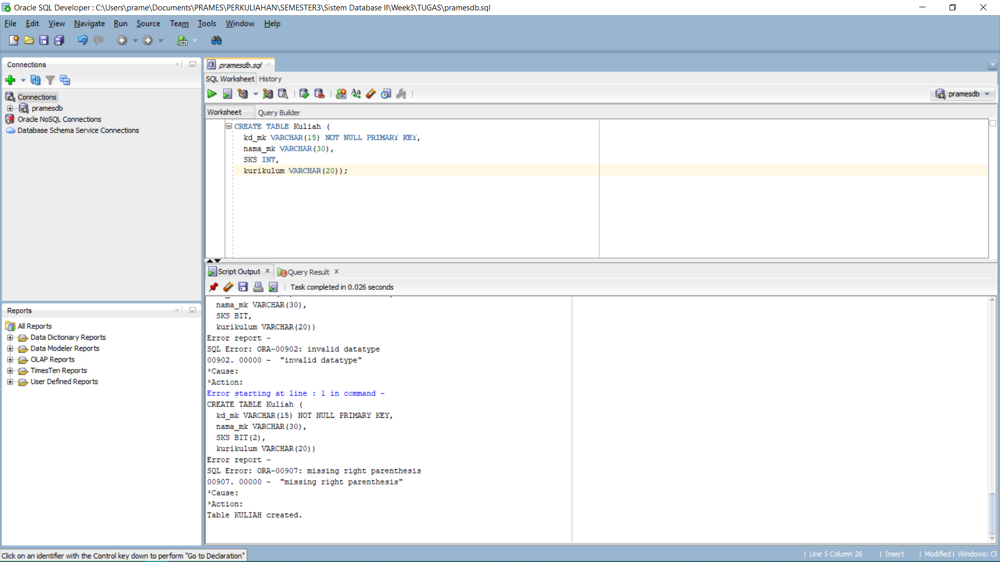 Oracle SQL Developer : C:\Users\prame\Documents\PRAMES\PERKULIAHAN\SEMESTER3\Sistem Database II\Week3\TUGAS\pramesdb.sql
File Edit View Navigate Run Source Team Tools Window Help
Connections
Connections
pramesdb
Oracle NoSQL Connections
Database Schema Service Connections
Reports
All Reports
Data Dictionary Reports
Data Modeler Reports
OLAP Reports
TimesTen Reports
User Defined Reports
pramesdb.sql
SQL Worksheet History
pramesdb
Worksheet Query Builder
CREATE TABLE Kuliah (
kd_mk VARCHAR(15) NOT NULL PRIMARY KEY,
nama_mk VARCHAR(30),
SKS INT,
kurikulum VARCHAR(20));
Script Output Query Result
Task completed in 0.026 seconds
nama_mk VARCHAR(30),
SKS BIT,
kurikulum VARCHAR(20))
Error report -
SQL Error: ORA-00902: invalid datatype
00902. 00000 - "invalid datatype"
*Cause:
*Action:
Error starting at line : 1 in command -
CREATE TABLE Kuliah (
kd_mk VARCHAR(15) NOT NULL PRIMARY KEY,
nama_mk VARCHAR(30),
SKS BIT(2),
kurikulum VARCHAR(20))
Error report -
SQL Error: ORA-00907: missing right parenthesis
00907. 00000 - "missing right parenthesis"
*Cause:
*Action:
Table KULIAH created.
Click on an identifier with the Control key down to perform "Go to Declaration"
| Line 5 Column 26 | Insert | Modified | Windows: